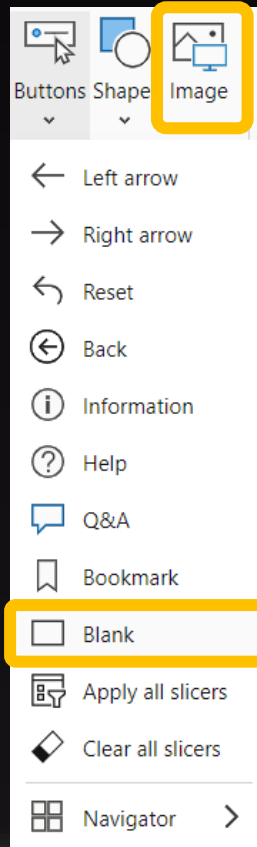 Buttons Shape Image
Left arrow
Right arrow
Reset
Back
Information
Help
Q&A
Bookmark
Blank
Apply all slicers
Clear all slicers
Navigator